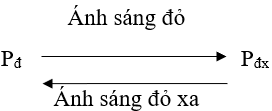 Ánh sáng đỏ
Pđ Pđx
Ánh sáng đỏ xa